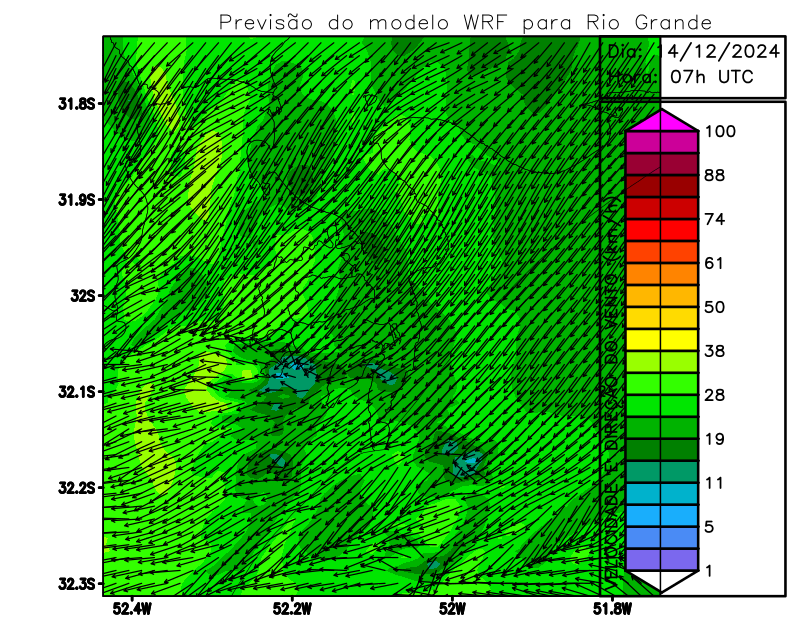 Previsão do modelo WRF para Rio Grande
Dia: 14/12/2024
Hora: 07h UTC
31.8S
31.9S
32S
32.1S
32.2S
32.3S
52.4W
52.2W
52W
51.8W
VELOCIDADE E DIREÇÃO DO VENTO (km/h)
100
88
74
61
50
38
28
19
11
5
1